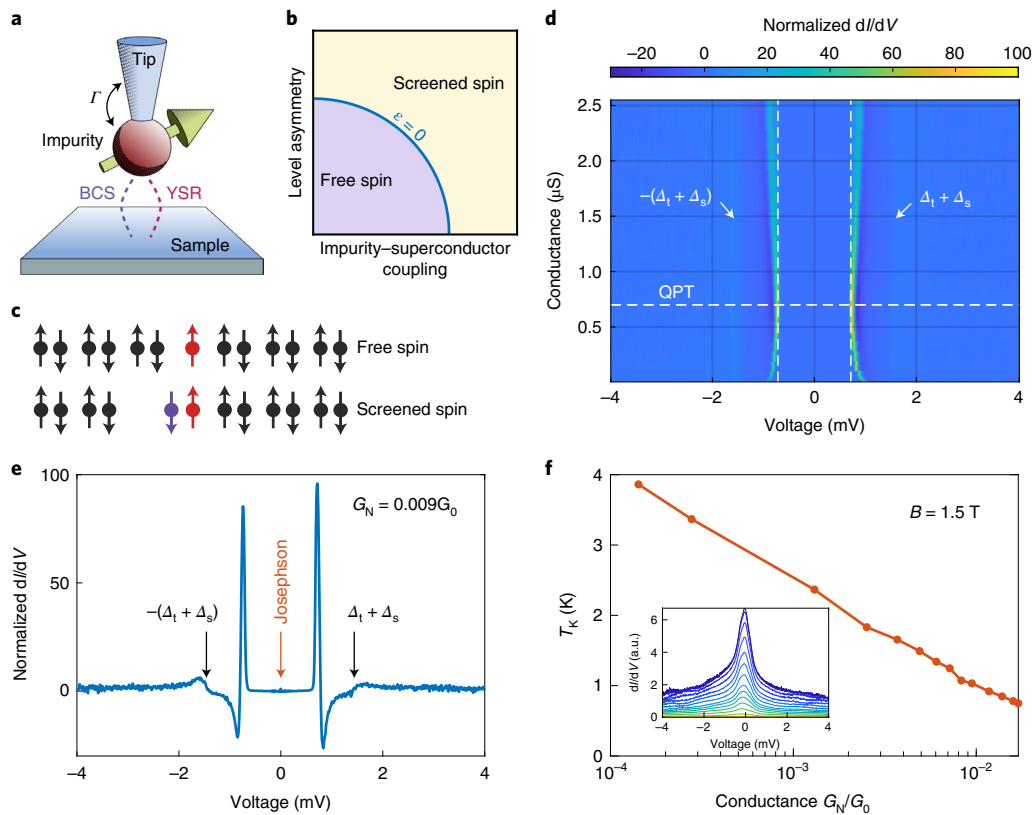 a
Tip
Γ
Impurity
BCS
YSR
Sample
b
Level asymmetry
Screened spin
ε = 0
Free spin
Impurity–superconductor
coupling
c
Free spin
Screened spin
d
Normalized dI/dV
−20 0 20 40 60 80 100
Conductance (μS)
2.5
2.0
1.5
1.0
0.5
−(Δt + Δs)
Δt + Δs
QPT
−4 −2 0 2 4
Voltage (mV)
e
Normalized dI/dV
100
50
0
GN = 0.009G0
Josephson
−(Δt + Δs)
Δt + Δs
−4 −2 0 2 4
Voltage (mV)
f
TK (K)
4
3
2
1
0
B = 1.5 T
dI/dV (a.u.)
6
4
2
0
−4 −2 0 2 4
Voltage (mV)
10−4 10−3 10−2
Conductance GN/G0